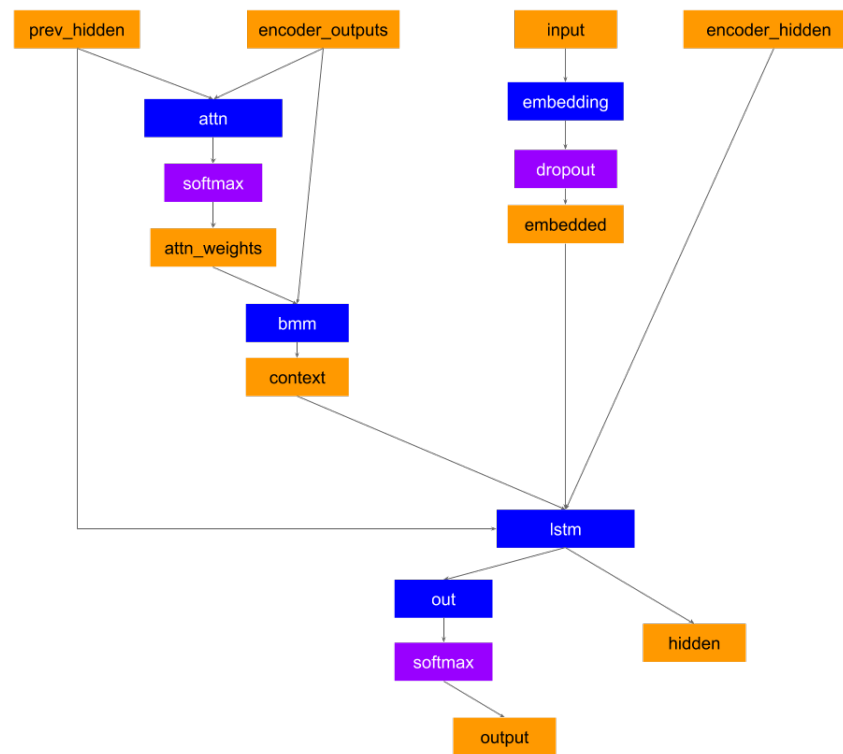 prev_hidden
encoder_outputs
input
encoder_hidden
attn
embedding
softmax
dropout
attn_weights
embedded
bmm
context
lstm
out
hidden
softmax
output